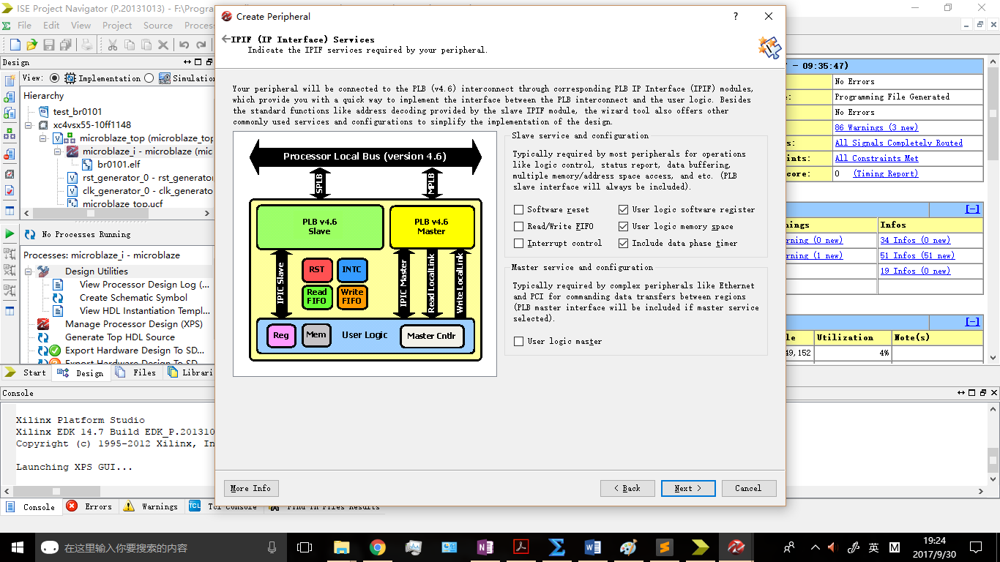 ISE Project Navigator (P.20131013) - F:\Progra
File Edit View Project Source Proces
Design
View: Implementation Simulation
Hierarchy
test_br0101
xc4vsx55-10ff1148
microblaze_top (microblaze_top
microblaze_i - microblaze (mic
br0101.elf
rst_generator_0 - rst_generato
clk_generator_0 - clk_generato
microblaze_top.ucf
No Processes Running
Processes: microblaze_i - microblaze
Design Utilities
View Processor Design Log (...
Create Schematic Symbol
View HDL Instantiation Templ...
Manage Processor Design (XPS)
Generate Top HDL Source
Export Hardware Design To SD...
Export Hardware Design To SD...
Start Design Files Librari
Console
Xilinx Platform Studio
Xilinx EDK 14.7 Build EDK_P.201310
Copyright (c) 1995-2012 Xilinx, In
Launching XPS GUI...
Console Errors Warnings Tcl Console Find in Files Results
Create Peripheral
?
IPIF (IP Interface) Services
Indicate the IPIF services required by your peripheral.
Your peripheral will be connected to the PLB (v4.6) interconnect through corresponding PLB IP Interface (IPIF) modules,
which provide you with a quick way to implement the interface between the PLB interconnect and the user logic. Besides
the standard functions like address decoding provided by the slave IPIF module, the wizard tool also offers other
commonly used services and configurations to simplify the implementation of the design.
Processor Local Bus (version 4.6)
SPLB
MPLB
PLB v4.6
Slave
PLB v4.6
Master
IPIC Slave
RST
INTC
Read
FIFO
Write
FIFO
IPIC Master
Read LocalLink
Write LocalLink
Reg
Mem
User Logic
Master Cntlr
Slave service and configuration
Typically required by most peripherals for operations
like logic control, status report, data buffering,
multiple memory/address space access, and etc. (PLB
slave interface will always be included).
Software reset User logic software register
Read/Write FIFO User logic memory space
Interrupt control Include data phase timer
Master service and configuration
Typically required by complex peripherals like Ethernet
and PCI for commanding data transfers between regions
(PLB master interface will be included if master service
selected).
User logic master
More Info
< Back
Next >
Cancel
- 09:35:47)
No Errors
Programming File Generated
No Errors
86 Warnings (3 new)
s: All Signals Completely Routed
ints: All Constraints Met
core: 0 (Timing Report)
[-]
nings Infos
rning (0 new) 34 Infos (0 new)
rning (1 new) 51 Infos (51 new)
19 Infos (0 new)
[-]
le Utilization Note(s)
49,152 4%
在这里输入你要搜索的内容
英
M
19:24
2017/9/30